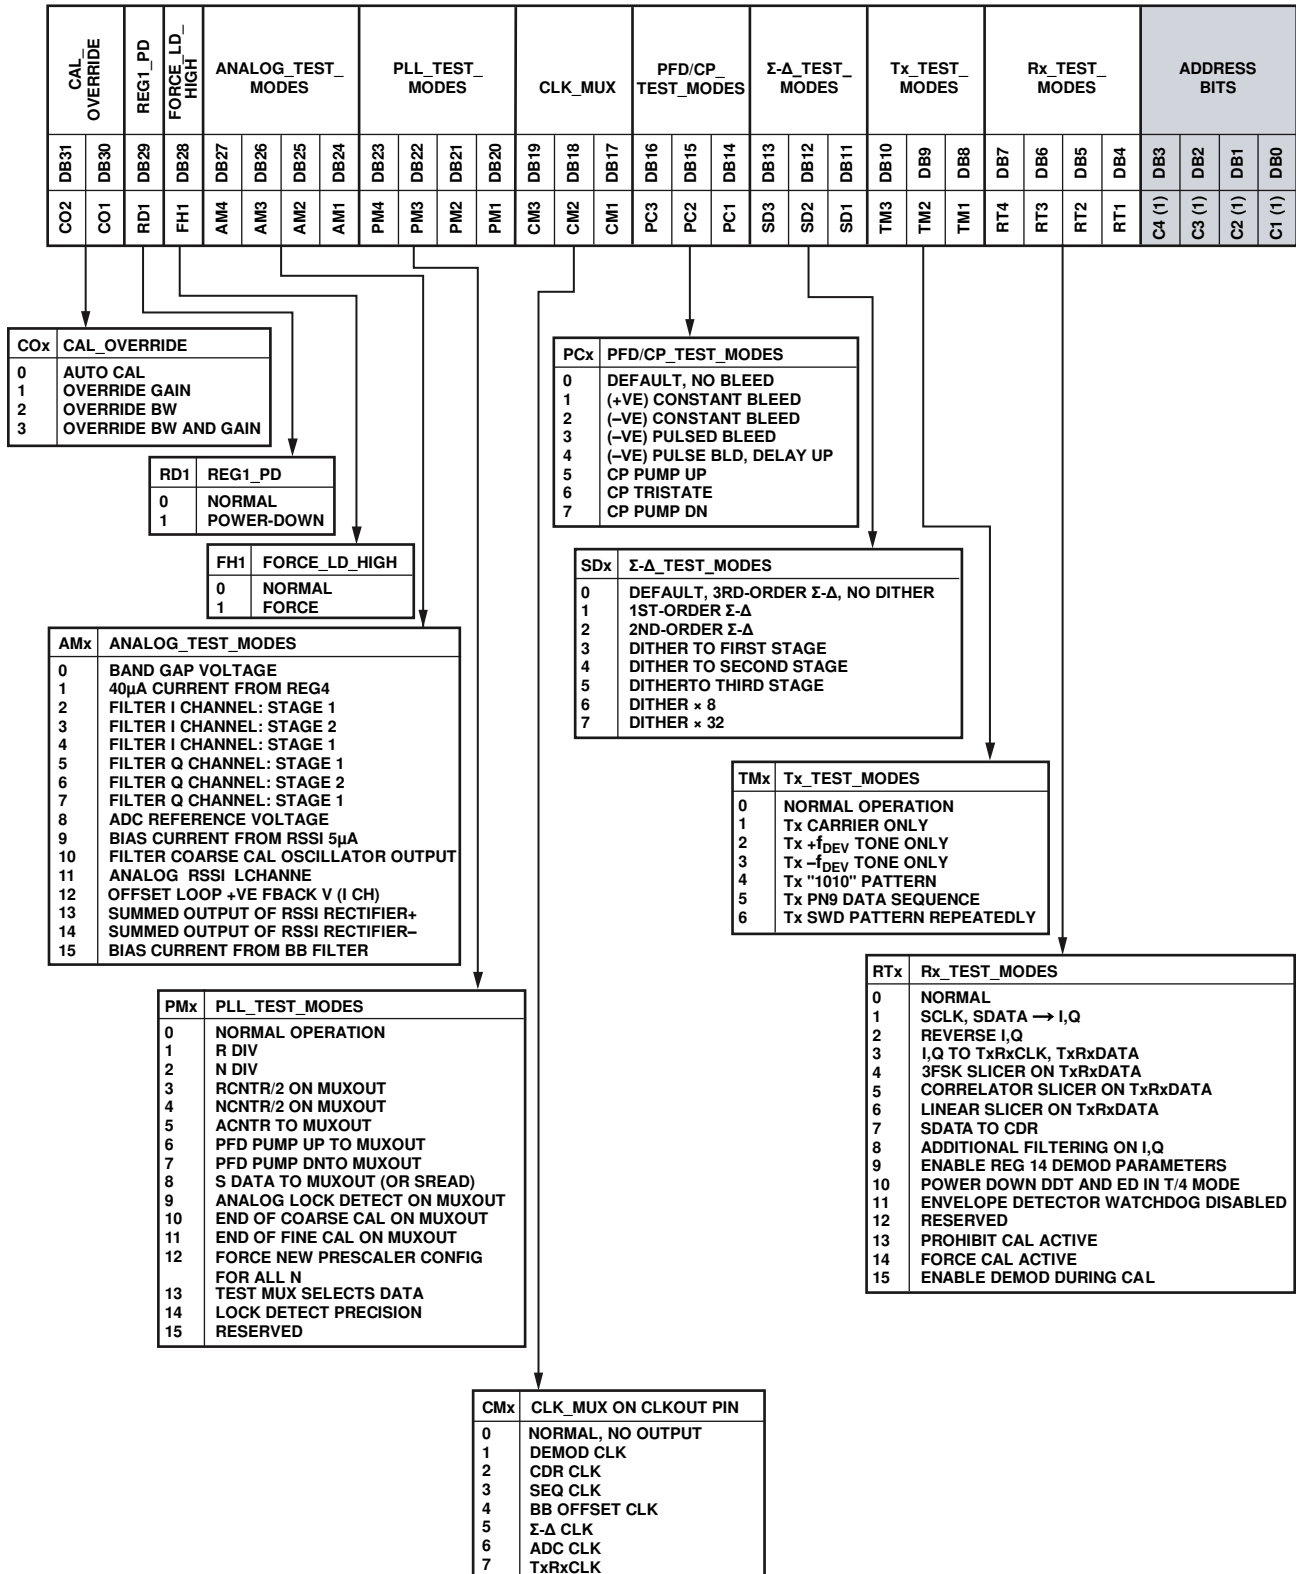 CAL_
OVERRIDE
REG1_PD
FORCE_LD_
HIGH
ANALOG_TEST_
MODES
PLL_TEST_
MODES
CLK_MUX
PFD/CP_
TEST_MODES
Σ-Δ_TEST_
MODES
Tx_TEST_
MODES
Rx_TEST_
MODES
ADDRESS
BITS
DB31 DB30 DB29 DB28 DB27 DB26 DB25 DB24 DB23 DB22 DB21 DB20 DB19 DB18 DB17 DB16 DB15 DB14 DB13 DB12 DB11 DB10 DB9 DB8 DB7 DB6 DB5 DB4 DB3 DB2 DB1 DB0
CO2 CO1 RD1 FH1 AM4 AM3 AM2 AM1 PM4 PM3 PM2 PM1 CM3 CM2 CM1 PC3 PC2 PC1 SD3 SD2 SD1 TM3 TM2 TM1 RT4 RT3 RT2 RT1 C4 (1) C3 (1) C2 (1) C1 (1)
COx CAL_OVERRIDE
0 AUTO CAL
1 OVERRIDE GAIN
2 OVERRIDE BW
3 OVERRIDE BW AND GAIN
RD1 REG1_PD
0 NORMAL
1 POWER-DOWN
FH1 FORCE_LD_HIGH
0 NORMAL
1 FORCE
AMx ANALOG_TEST_MODES
0 BAND GAP VOLTAGE
1 40µA CURRENT FROM REG4
2 FILTER I CHANNEL: STAGE 1
3 FILTER I CHANNEL: STAGE 2
4 FILTER I CHANNEL: STAGE 1
5 FILTER Q CHANNEL: STAGE 1
6 FILTER Q CHANNEL: STAGE 2
7 FILTER Q CHANNEL: STAGE 1
8 ADC REFERENCE VOLTAGE
9 BIAS CURRENT FROM RSSI 5µA
10 FILTER COARSE CAL OSCILLATOR OUTPUT
11 ANALOG RSSI I CHANNE
12 OFFSET LOOP +VE FBACK V (I CH)
13 SUMMED OUTPUT OF RSSI RECTIFIER+
14 SUMMED OUTPUT OF RSSI RECTIFIER–
15 BIAS CURRENT FROM BB FILTER
PMx PLL_TEST_MODES
0 NORMAL OPERATION
1 R DIV
2 N DIV
3 RCNTR/2 ON MUXOUT
4 NCNTR/2 ON MUXOUT
5 ACNTR TO MUXOUT
6 PFD PUMP UP TO MUXOUT
7 PFD PUMP DNTO MUXOUT
8 S DATA TO MUXOUT (OR SREAD)
9 ANALOG LOCK DETECT ON MUXOUT
10 END OF COARSE CAL ON MUXOUT
11 END OF FINE CAL ON MUXOUT
12 FORCE NEW PRESCALER CONFIG
FOR ALL N
13 TEST MUX SELECTS DATA
14 LOCK DETECT PRECISION
15 RESERVED
CMx CLK_MUX ON CLKOUT PIN
0 NORMAL, NO OUTPUT
1 DEMOD CLK
2 CDR CLK
3 SEQ CLK
4 BB OFFSET CLK
5 Σ-Δ CLK
6 ADC CLK
7 TxRxCLK
PCx PFD/CP_TEST_MODES
0 DEFAULT, NO BLEED
1 (+VE) CONSTANT BLEED
2 (–VE) CONSTANT BLEED
3 (–VE) PULSED BLEED
4 (–VE) PULSE BLD, DELAY UP
5 CP PUMP UP
6 CP TRISTATE
7 CP PUMP DN
SDx Σ-Δ_TEST_MODES
0 DEFAULT, 3RD-ORDER Σ-Δ, NO DITHER
1 1ST-ORDER Σ-Δ
2 2ND-ORDER Σ-Δ
3 DITHER TO FIRST STAGE
4 DITHER TO SECOND STAGE
5 DITHERTO THIRD STAGE
6 DITHER × 8
7 DITHER × 32
TMx Tx_TEST_MODES
0 NORMAL OPERATION
1 Tx CARRIER ONLY
2 Tx +fDEV TONE ONLY
3 Tx –fDEV TONE ONLY
4 Tx "1010" PATTERN
5 Tx PN9 DATA SEQUENCE
6 Tx SWD PATTERN REPEATEDLY
RTx Rx_TEST_MODES
0 NORMAL
1 SCLK, SDATA → I,Q
2 REVERSE I,Q
3 I,Q TO TxRxCLK, TxRxDATA
4 3FSK SLICER ON TxRxDATA
5 CORRELATOR SLICER ON TxRxDATA
6 LINEAR SLICER ON TxRxDATA
7 SDATA TO CDR
8 ADDITIONAL FILTERING ON I,Q
9 ENABLE REG 14 DEMOD PARAMETERS
10 POWER DOWN DDT AND ED IN T/4 MODE
11 ENVELOPE DETECTOR WATCHDOG DISABLED
12 RESERVED
13 PROHIBIT CAL ACTIVE
14 FORCE CAL ACTIVE
15 ENABLE DEMOD DURING CAL